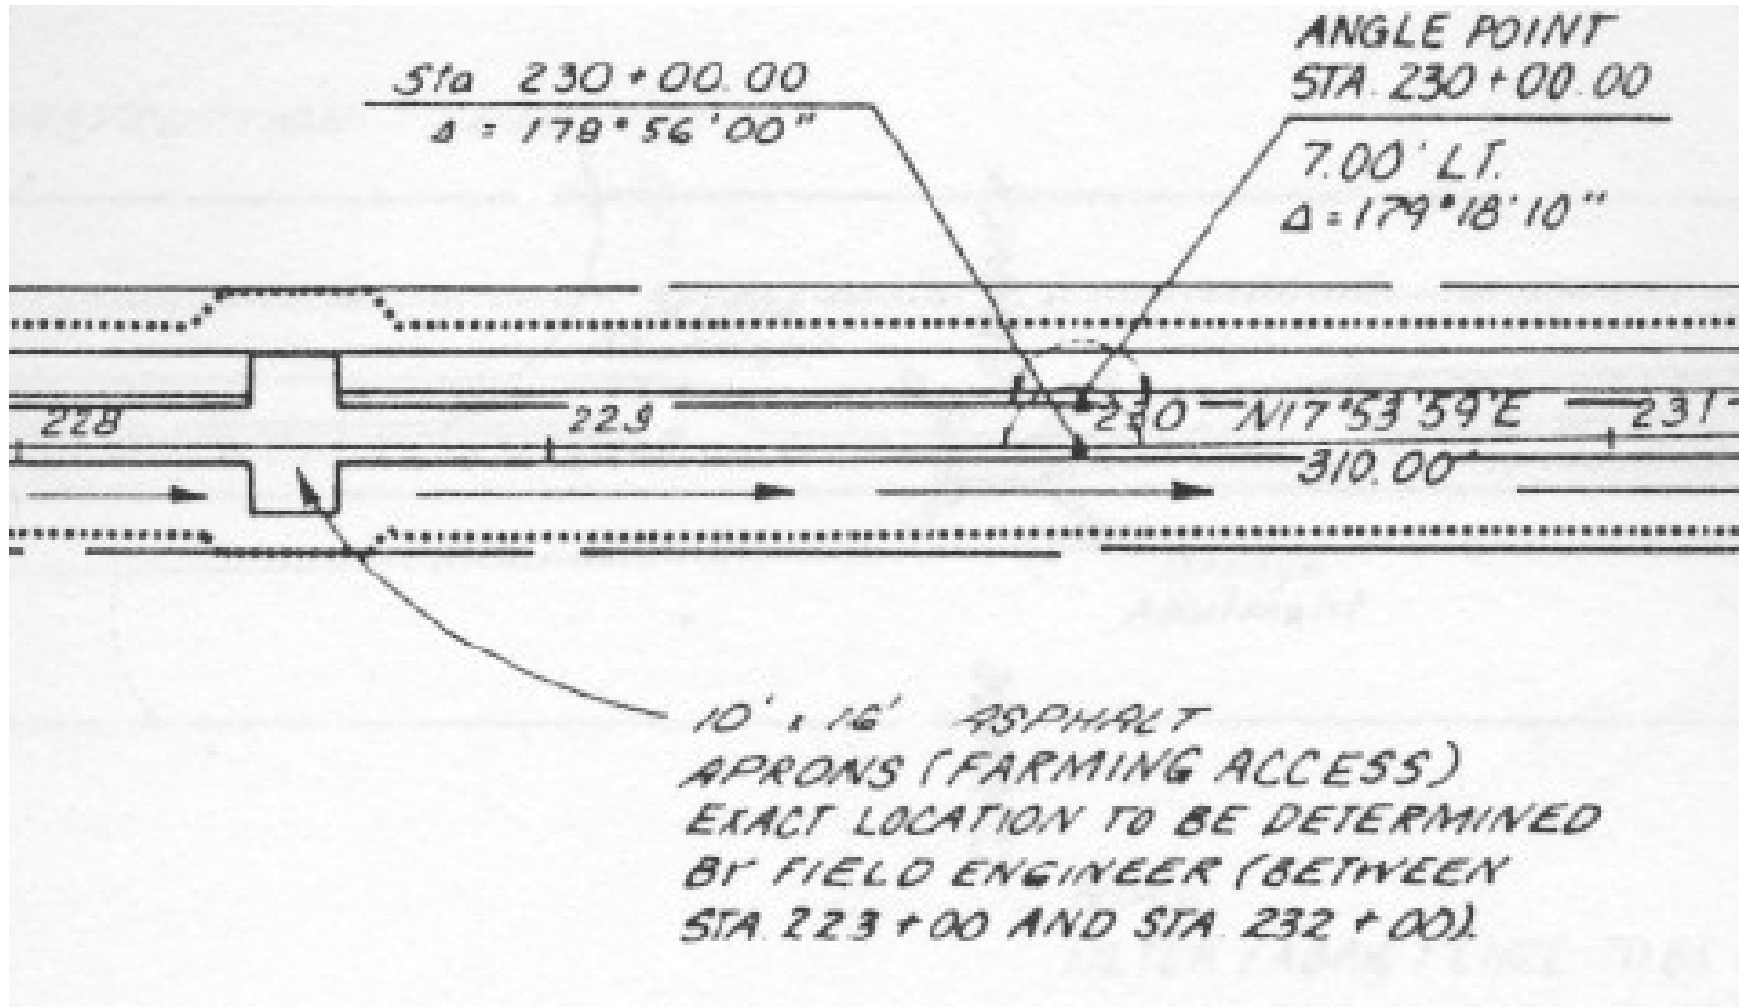 Sta 230+00.00
Δ = 178°56'00"
ANGLE POINT
STA. 230+00.00
7.00' LT.
Δ = 179°18'10"
228
229
230
N17°53'59"E
231
310.00'
10' x 16' ASPHALT
APRONS (FARMING ACCESS)
EXACT LOCATION TO BE DETERMINED
BY FIELD ENGINEER (BETWEEN
STA. 223+00 AND STA. 232+00).